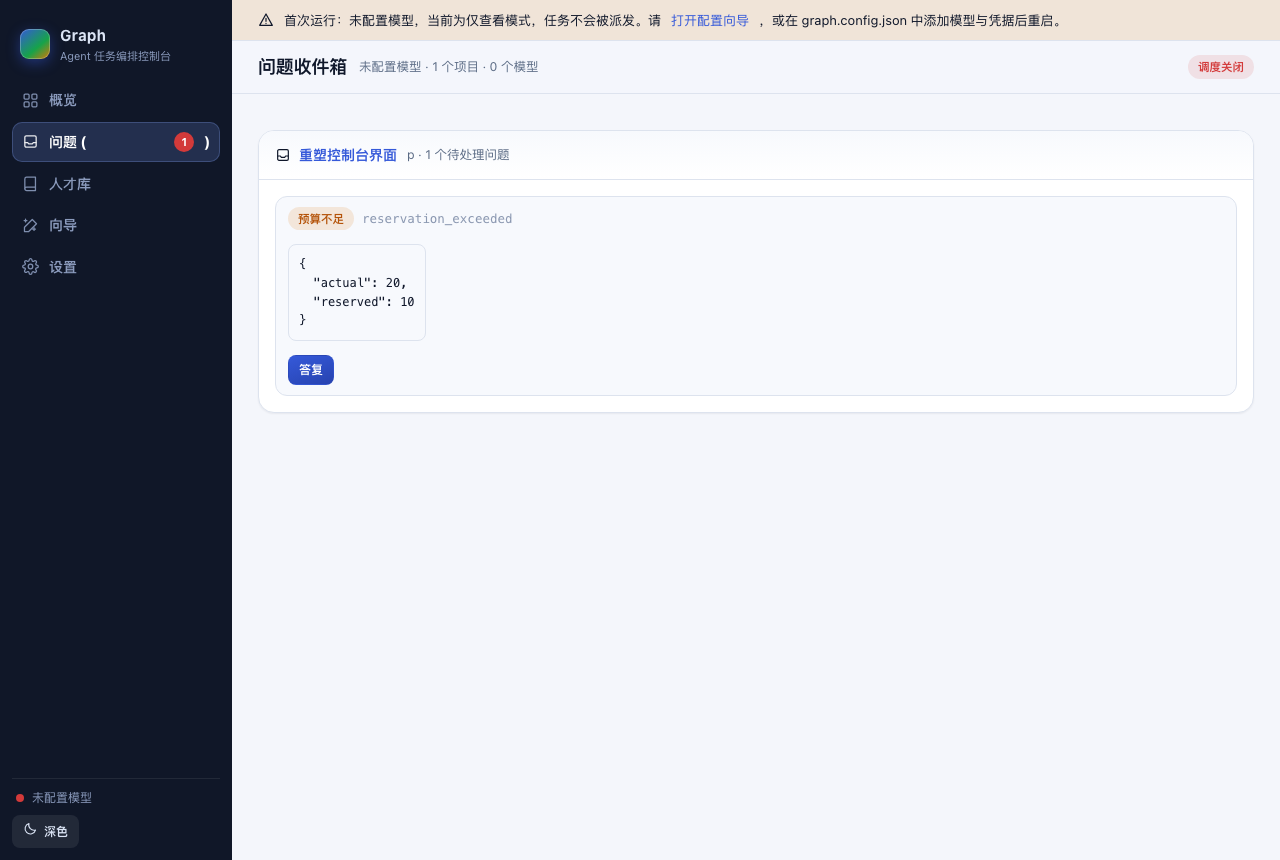 Graph
Agent 任务编排控制台
概览
问题 ( 1 )
人才库
向导
设置
未配置模型
深色
首次运行：未配置模型，当前为仅查看模式，任务不会被派发。请 打开配置向导 ，或在 graph.config.json 中添加模型与凭据后重启。
问题收件箱 未配置模型 · 1 个项目 · 0 个模型
调度关闭
重塑控制台界面 p · 1 个待处理问题
预算不足 reservation_exceeded
{
"actual": 20,
"reserved": 10
}
答复